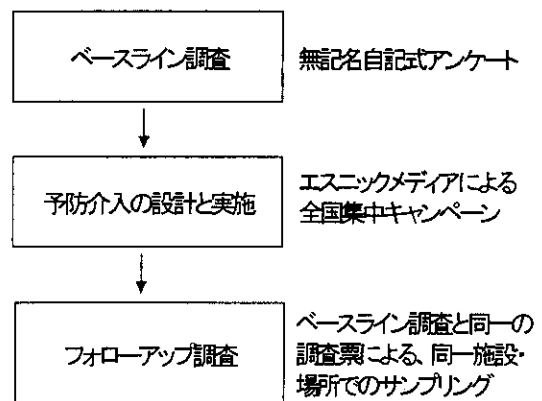 ベースライン調査
無記名自記式アンケート
予防介入の設計と実施
エスニックメディアによる
全国集中キャンペーン
フォローアップ調査
ベースライン調査と同一の
調査票による、同一施設・
場所でのサンプリング